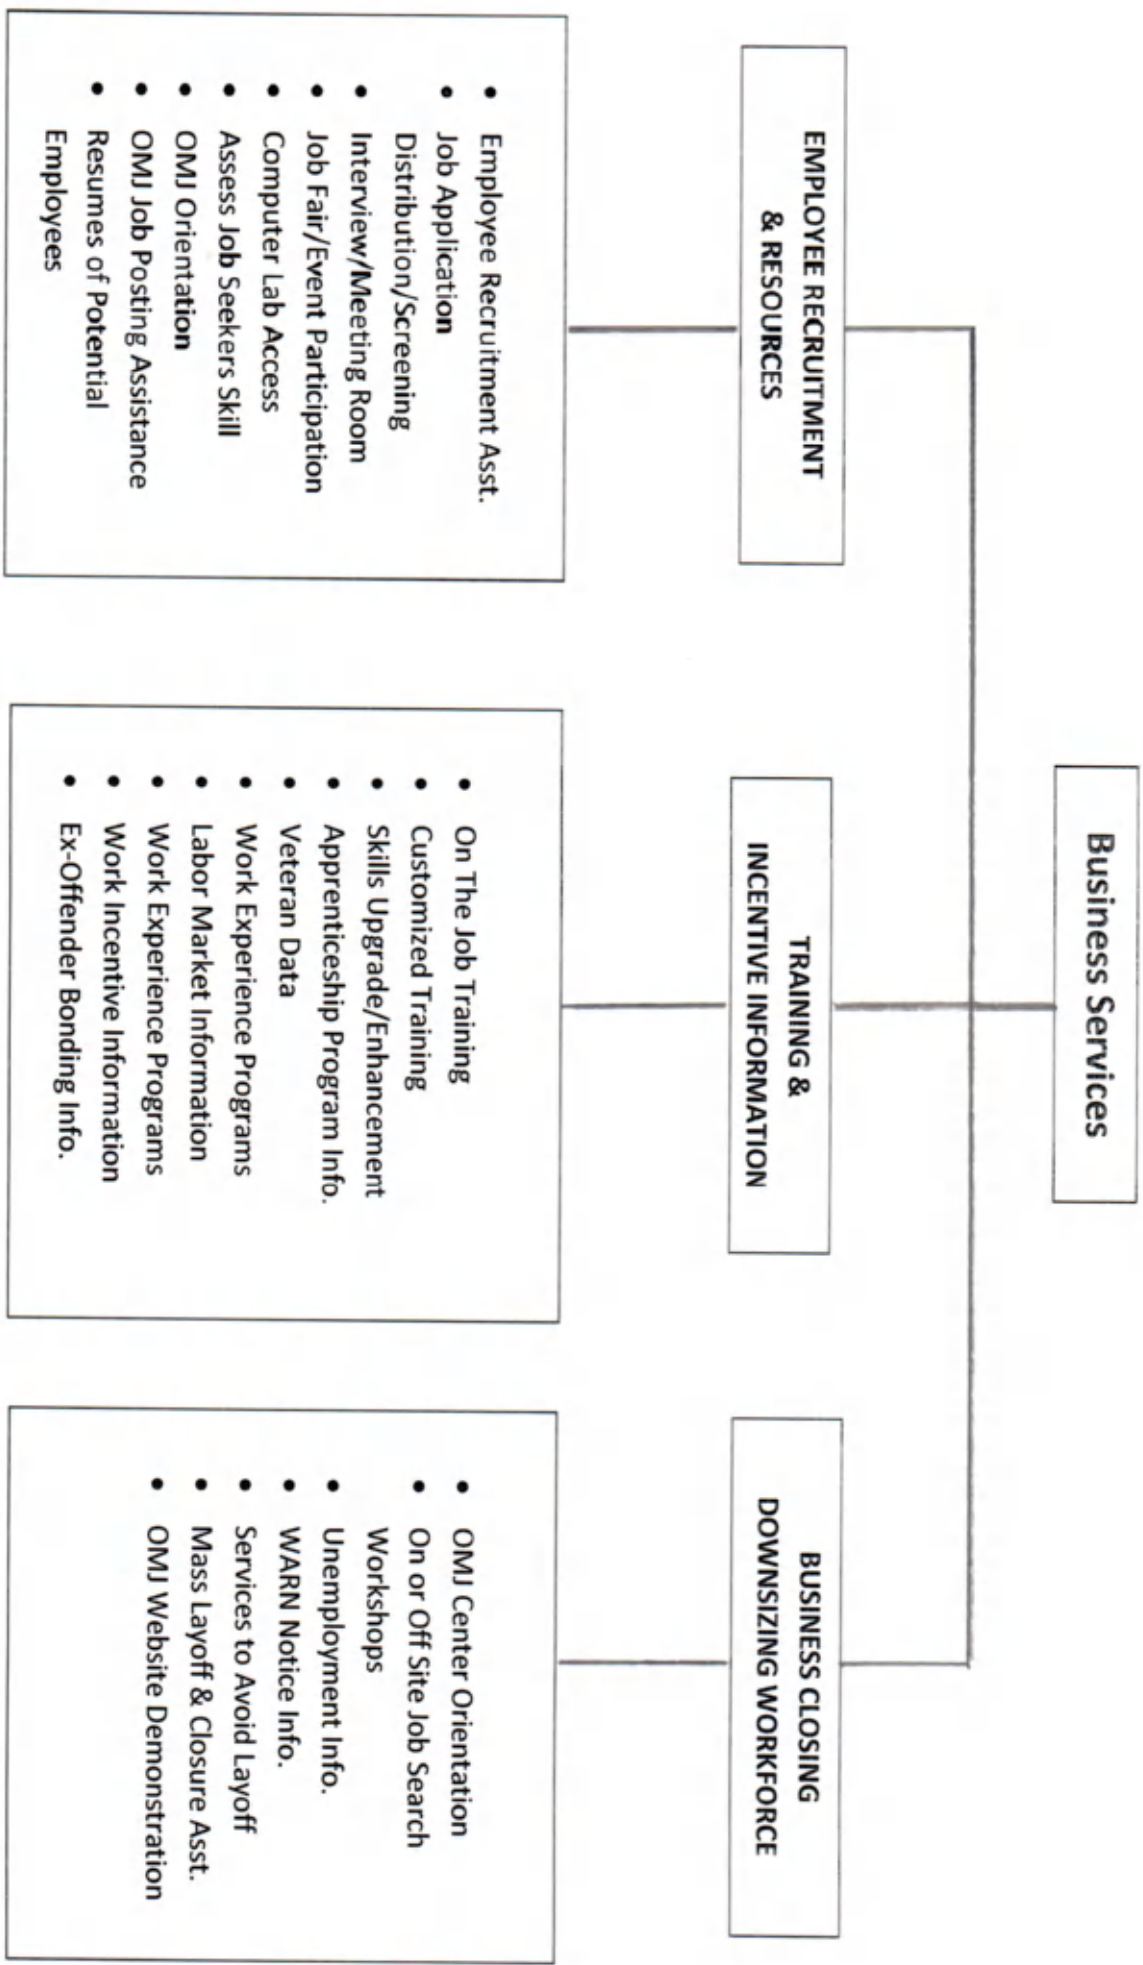 Business Services
EMPLOYEE RECRUITMENT
& RESOURCES
• Employee Recruitment Asst.
• Job Application
Distribution/Screening
• Interview/Meeting Room
• Job Fair/Event Participation
• Computer Lab Access
• Assess Job Seekers Skill
• OMJ Orientation
• OMJ Job Posting Assistance
• Resumes of Potential
Employees
TRAINING &
INCENTIVE INFORMATION
• On The Job Training
• Customized Training
• Skills Upgrade/Enhancement
• Apprenticeship Program Info.
• Veteran Data
• Work Experience Programs
• Labor Market Information
• Work Experience Programs
• Work Incentive Information
• Ex-Offender Bonding Info.
BUSINESS CLOSING
DOWNSIZING WORKFORCE
• OMJ Center Orientation
• On or Off Site Job Search
Workshops
• Unemployment Info.
• WARN Notice Info.
• Services to Avoid Layoff
• Mass Layoff & Closure Asst.
• OMJ Website Demonstration